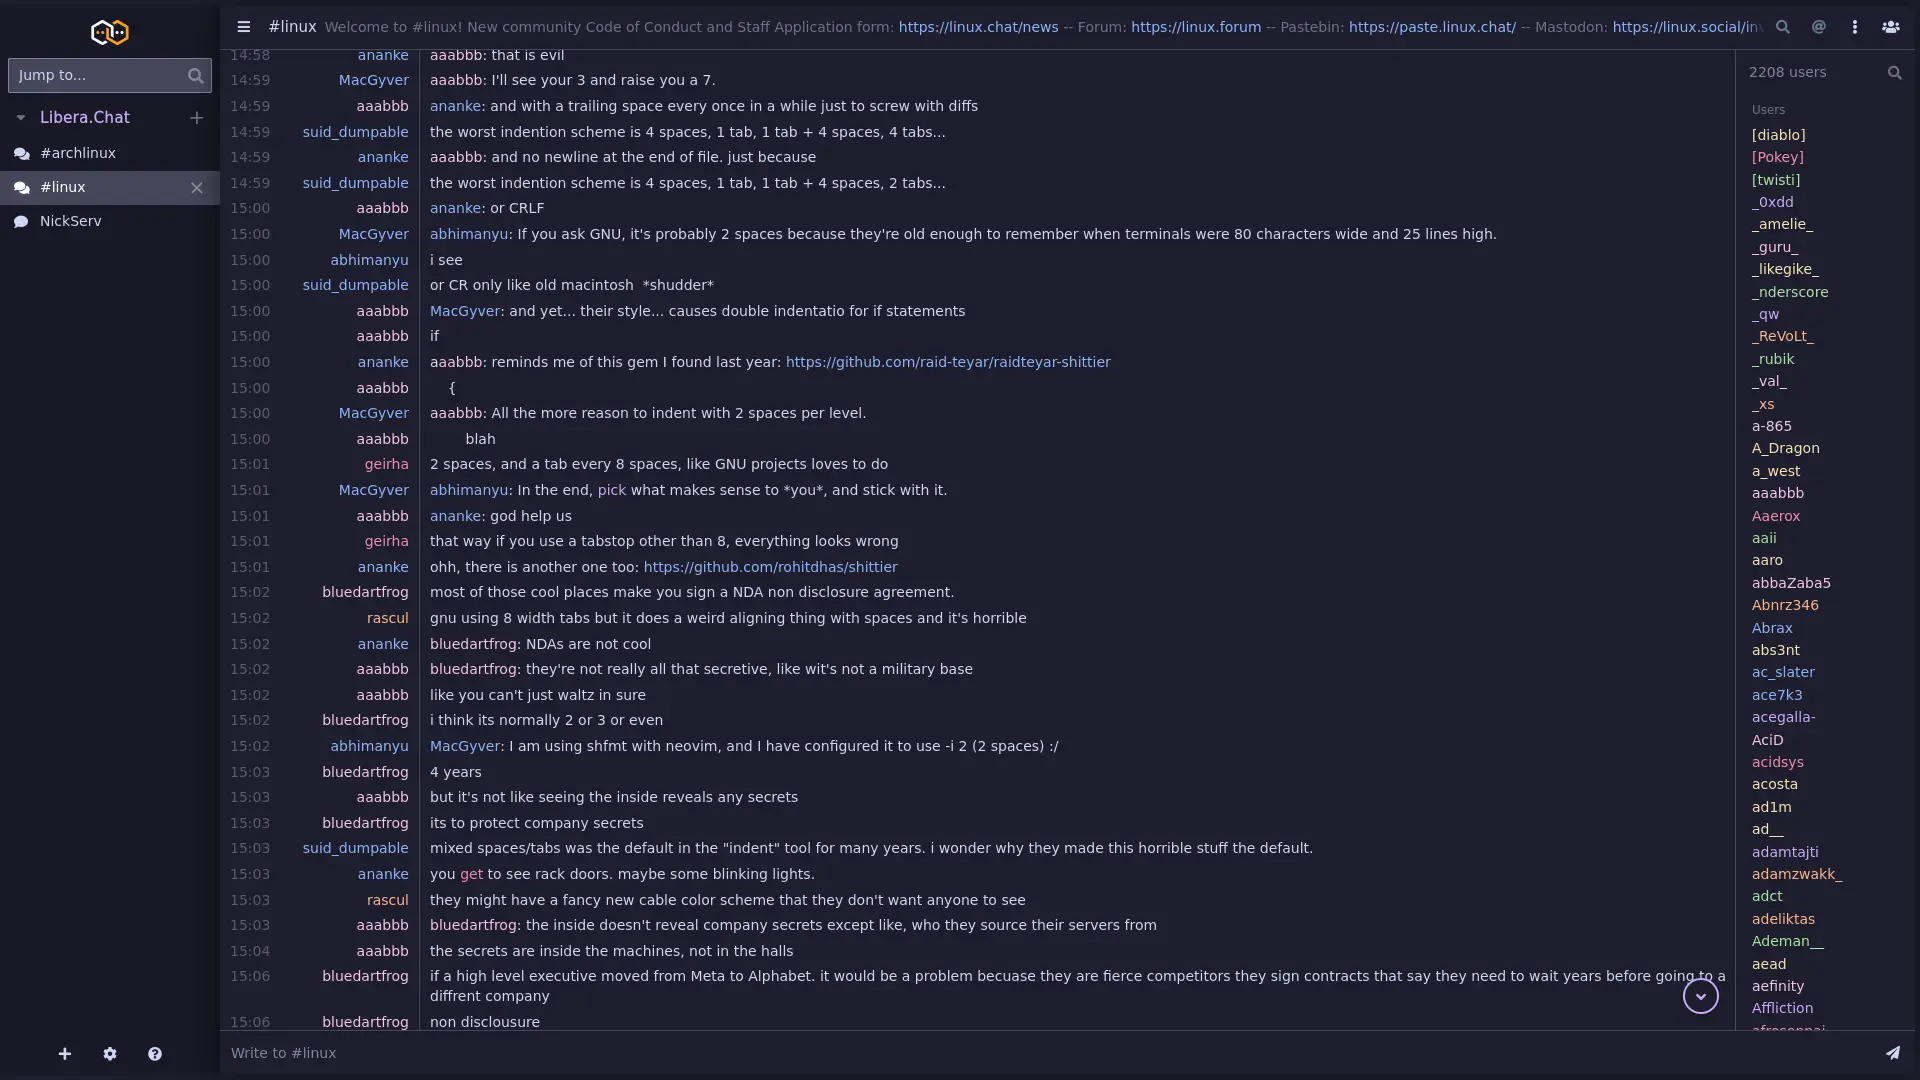 #linux Welcome to #linux! New community Code of Conduct and Staff Application form: https://linux.chat/news -- Forum: https://linux.forum -- Pastebin: https://paste.linux.chat/ -- Mastodon: https://linux.social/in
Jump to...
Libera.Chat
#archlinux
#linux
NickServ
14:58 ananke aaabbb: that is evil
14:59 MacGyver aaabbb: I'll see your 3 and raise you a 7.
14:59 aaabbb ananke: and with a trailing space every once in a while just to screw with diffs
14:59 suid_dumpable the worst indention scheme is 4 spaces, 1 tab, 1 tab + 4 spaces, 4 tabs...
14:59 ananke aaabbb: and no newline at the end of file. just because
14:59 suid_dumpable the worst indention scheme is 4 spaces, 1 tab, 1 tab + 4 spaces, 2 tabs...
15:00 aaabbb ananke: or CRLF
15:00 MacGyver abhimanyu: If you ask GNU, it's probably 2 spaces because they're old enough to remember when terminals were 80 characters wide and 25 lines high.
15:00 abhimanyu i see
15:00 suid_dumpable or CR only like old macintosh  *shudder*
15:00 aaabbb MacGyver: and yet... their style... causes double indentatio for if statements
15:00 aaabbb if
15:00 ananke aaabbb: reminds me of this gem I found last year: https://github.com/raid-teyar/raidteyar-shittier
15:00 aaabbb     {
15:00 MacGyver aaabbb: All the more reason to indent with 2 spaces per level.
15:00 aaabbb         blah
15:01 geirha 2 spaces, and a tab every 8 spaces, like GNU projects loves to do
15:01 MacGyver abhimanyu: In the end, pick what makes sense to *you*, and stick with it.
15:01 aaabbb ananke: god help us
15:01 geirha that way if you use a tabstop other than 8, everything looks wrong
15:01 ananke ohh, there is another one too: https://github.com/rohitdhas/shittier
15:02 bluedartfrog most of those cool places make you sign a NDA non disclosure agreement.
15:02 rascul gnu using 8 width tabs but it does a weird aligning thing with spaces and it's horrible
15:02 ananke bluedartfrog: NDAs are not cool
15:02 aaabbb bluedartfrog: they're not really all that secretive, like wit's not a military base
15:02 aaabbb like you can't just waltz in sure
15:02 bluedartfrog i think its normally 2 or 3 or even
15:02 abhimanyu MacGyver: I am using shfmt with neovim, and I have configured it to use -i 2 (2 spaces) :/
15:03 bluedartfrog 4 years
15:03 aaabbb but it's not like seeing the inside reveals any secrets
15:03 bluedartfrog its to protect company secrets
15:03 suid_dumpable mixed spaces/tabs was the default in the "indent" tool for many years. i wonder why they made this horrible stuff the default.
15:03 ananke you get to see rack doors. maybe some blinking lights.
15:03 rascul they might have a fancy new cable color scheme that they don't want anyone to see
15:03 aaabbb bluedartfrog: the inside doesn't reveal company secrets except like, who they source their servers from
15:04 aaabbb the secrets are inside the machines, not in the halls
15:06 bluedartfrog if a high level executive moved from Meta to Alphabet. it would be a problem becuase they are fierce competitors they sign contracts that say they need to wait years before going to a
diffrent company
15:06 bluedartfrog non disclousure
Write to #linux
2208 users
Users
[diablo]
[Pokey]
[twisti]
_0xdd
_amelie_
_guru_
_likegike_
_nderscore
_qw
_ReVoLt_
_rubik
_val_
_xs
a-865
A_Dragon
a_west
aaabbb
Aaerox
aaii
aaro
abbaZaba5
Abnrz346
Abrax
abs3nt
ac_slater
ace7k3
acegalla-
AciD
acidsys
acosta
ad1m
ad__
adamtajti
adamzwakk_
adct
adeliktas
Ademan__
aead
aefinity
Affliction